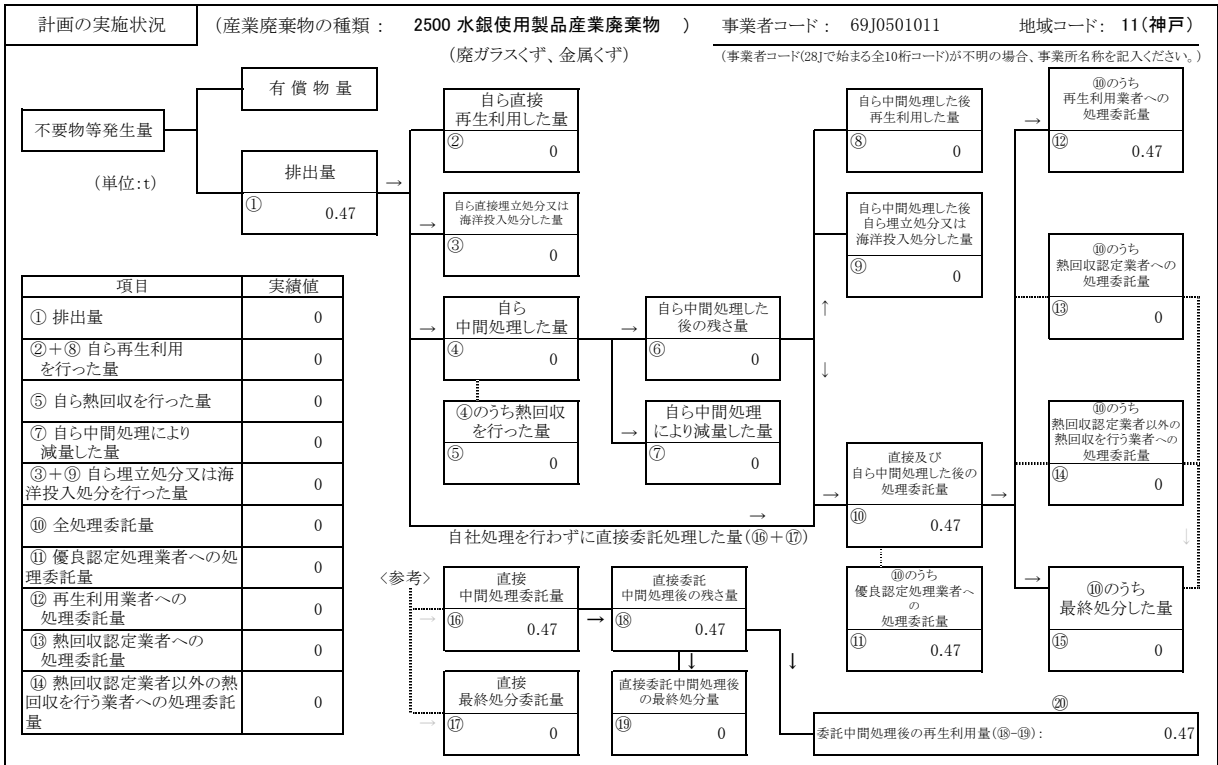 計画の実施状況
(産業廃棄物の種類： 2500 水銀使用製品産業廃棄物 )
事業者コード： 69J0501011
地域コード： 11(神戸)
(廃ガラスくず、金属くず)
(事業者コード(28Jで始まる全10桁コード)が不明の場合、事業所名称を記入ください。)
不要物等発生量
(単位:t)
有償物量
排出量
→
① 0.47
自ら直接
再生利用した量
② 0
→
自ら直接埋立処分又は
海洋投入処分した量
③ 0
→
自ら
中間処理した量
④ 0
④のうち熱回収
を行った量
⑤ 0
→
自ら中間処理した
後の残さ量
⑥ 0
→
自ら中間処理
により減量した量
⑦ 0
自ら中間処理した後
再生利用した量
⑧ 0
自ら中間処理した後
自ら埋立処分又は
海洋投入処分した量
⑨ 0
↑
↓
→
直接及び
自ら中間処理した後の
処理委託量
⑩ 0.47
⑩のうち
優良認定処理業者へ
の
処理委託量
⑪ 0.47
→
→
⑩のうち
再生利用業者への
処理委託量
⑫ 0.47
⑩のうち
熱回収認定業者への
処理委託量
⑬ 0
⑩のうち
熱回収認定業者以外の
熱回収を行う業者への
処理委託量
⑭ 0
↓
→
⑩のうち
最終処分した量
⑮ 0
→
自社処理を行わずに直接委託処理した量(⑯＋⑰)
〈参考〉
→
直接
中間処理委託量
⑯ 0.47
→
直接委託
中間処理後の残さ量
⑱ 0.47
→
直接
最終処分委託量
⑰ 0
↓
直接委託中間処理後
の最終処分量
⑲ 0
↓
⑳
委託中間処理後の再生利用量(⑱-⑲)： 0.47
項目 実績値
① 排出量 0
②＋⑧ 自ら再生利用
を行った量 0
⑤ 自ら熱回収を行った量 0
⑦ 自ら中間処理により
減量した量 0
③＋⑨ 自ら埋立処分又は海
洋投入処分を行った量 0
⑩ 全処理委託量 0
⑪ 優良認定処理業者への処
理委託量 0
⑫ 再生利用業者への
処理委託量 0
⑬ 熱回収認定業者への
処理委託量 0
⑭ 熱回収認定業者以外の熱
回収を行う業者への処理委託
量 0